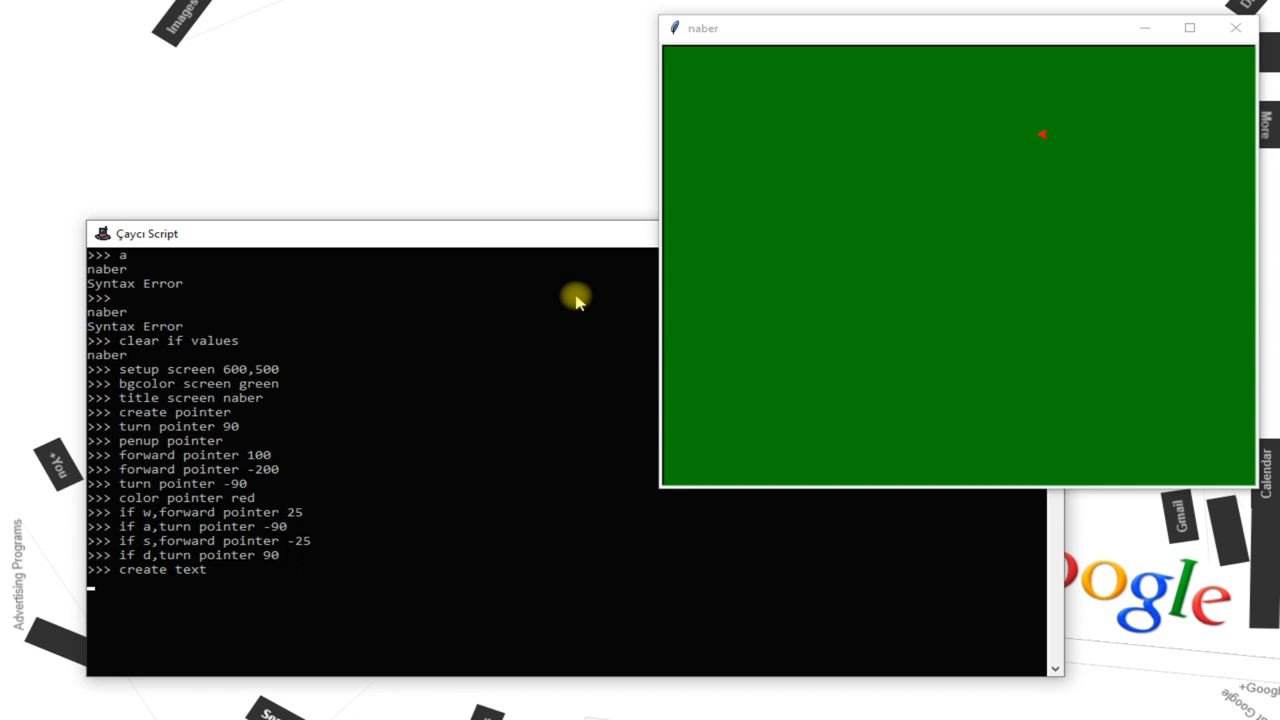 Images
naber
More
Çaycı Script
>>> a
naber
Syntax Error
>>>
naber
Syntax Error
>>> clear if values
naber
>>> setup screen 600,500
>>> bgcolor screen green
>>> title screen naber
>>> create pointer
>>> turn pointer 90
>>> penup pointer
>>> forward pointer 100
>>> forward pointer -200
>>> turn pointer -90
>>> color pointer red
>>> if w,forward pointer 25
>>> if a,turn pointer -90
>>> if s,forward pointer -25
>>> if d,turn pointer 90
>>> create text
+You
Calendar
Gmail
Advertising Programs
oogle